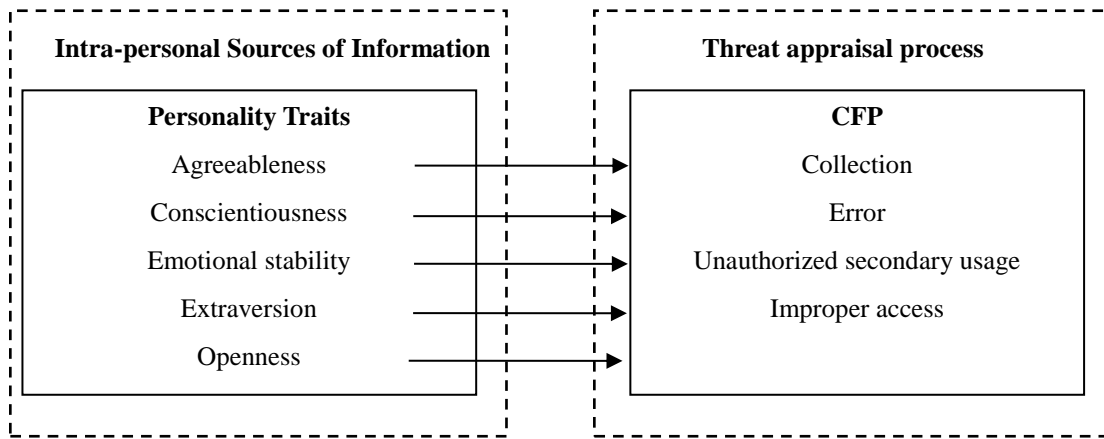 Intra-personal Sources of Information
Personality Traits
Agreeableness
Conscientiousness
Emotional stability
Extraversion
Openness
Threat appraisal process
CFP
Collection
Error
Unauthorized secondary usage
Improper access